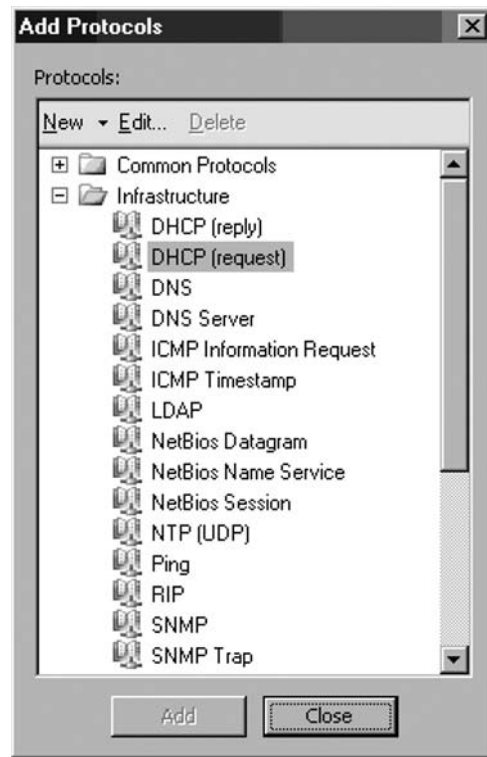 Add Protocols
Protocols:
New Edit... Delete
Common Protocols
Infrastructure
DHCP (reply)
DHCP (request)
DNS
DNS Server
ICMP Information Request
ICMP Timestamp
LDAP
NetBios Datagram
NetBios Name Service
NetBios Session
NTP (UDP)
Ping
RIP
SNMP
SNMP Trap
Add Close